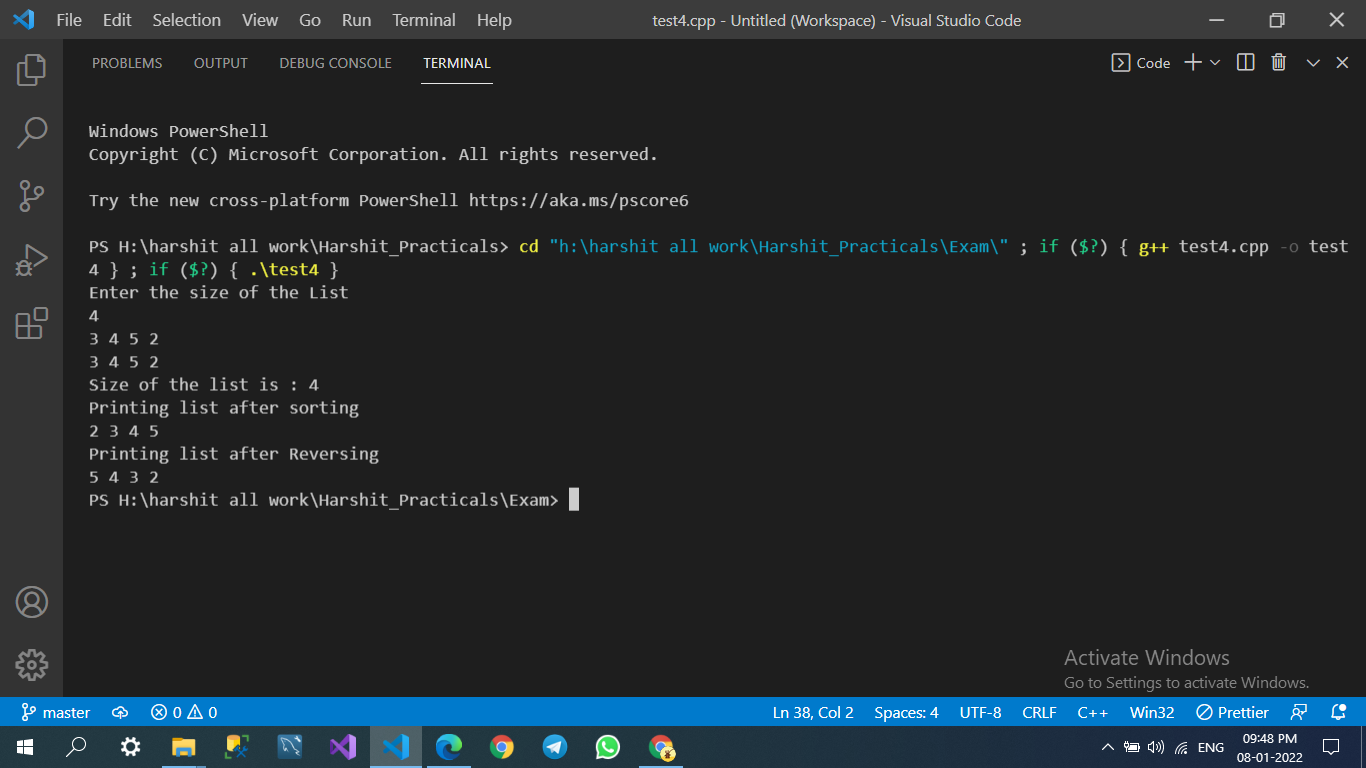 File Edit Selection View Go Run Terminal Help test4.cpp - Untitled (Workspace) - Visual Studio Code
PROBLEMS OUTPUT DEBUG CONSOLE TERMINAL Code
Windows PowerShell
Copyright (C) Microsoft Corporation. All rights reserved.
Try the new cross-platform PowerShell https://aka.ms/pscore6
PS H:\harshit all work\Harshit_Practicals> cd "h:\harshit all work\Harshit_Practicals\Exam\" ; if ($?) { g++ test4.cpp -o test
4 } ; if ($?) { .\test4 }
Enter the size of the List
4
3 4 5 2
3 4 5 2
Size of the list is : 4
Printing list after sorting
2 3 4 5
Printing list after Reversing
5 4 3 2
PS H:\harshit all work\Harshit_Practicals\Exam>
Activate Windows
Go to Settings to activate Windows.
master 0 0 Ln 38, Col 2 Spaces: 4 UTF-8 CRLF C++ Win32 Prettier
ENG 09:48 PM
08-01-2022